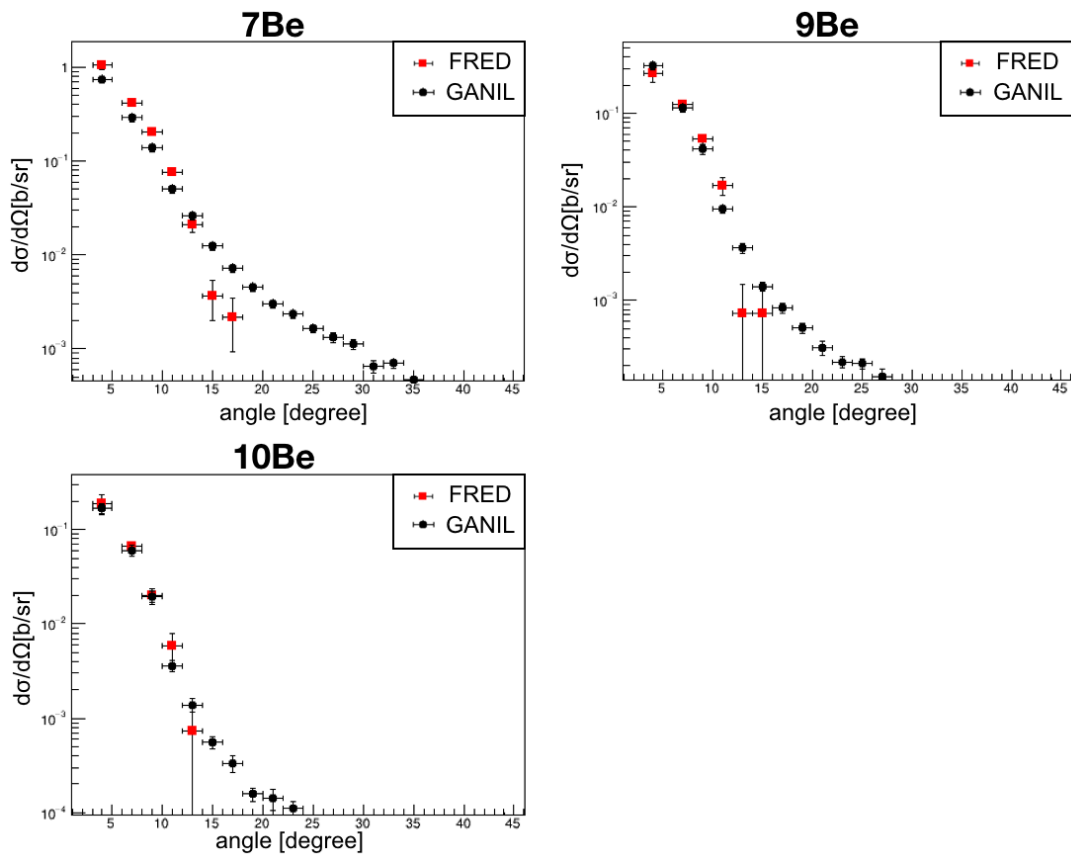 7Be
FRED
GANIL
1
10⁻¹
10⁻²
10⁻³
dσ/dΩ[b/sr]
5 10 15 20 25 30 35 40 45
angle [degree]
9Be
FRED
GANIL
10⁻¹
10⁻²
10⁻³
dσ/dΩ[b/sr]
5 10 15 20 25 30 35 40 45
angle [degree]
10Be
FRED
GANIL
10⁻¹
10⁻²
10⁻³
10⁻⁴
dσ/dΩ[b/sr]
5 10 15 20 25 30 35 40 45
angle [degree]